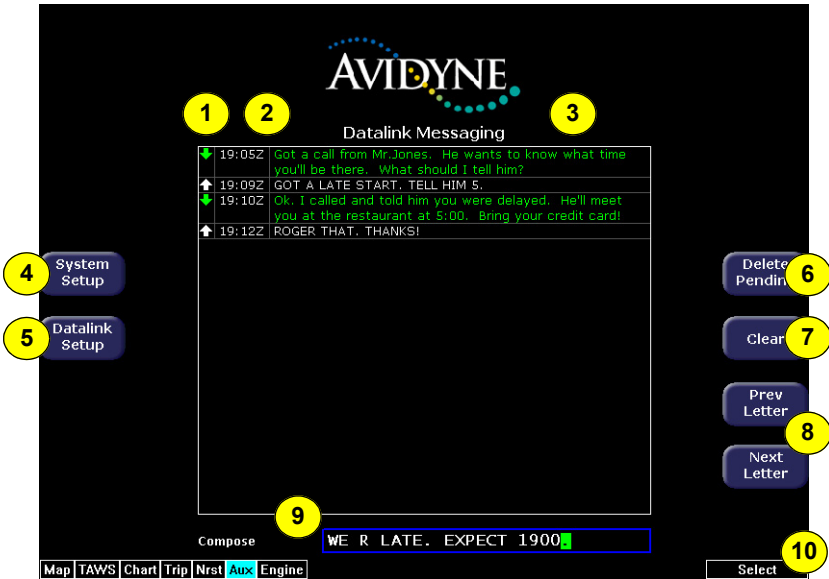 AVIDYNE
1 2 3
Datalink Messaging
19:05Z Got a call from Mr.Jones. He wants to know what time
you'll be there. What should I tell him?
19:09Z GOT A LATE START. TELL HIM 5.
19:10Z Ok. I called and told him you were delayed. He'll meet
you at the restaurant at 5:00. Bring your credit card!
19:12Z ROGER THAT. THANKS!
4 System
Setup
5 Datalink
Setup
Delete
Pendin 6
Clear 7
Prev
Letter
8
Next
Letter
9
Compose WE R LATE. EXPECT 1900.
10
Map TAWS Chart Trip Nrst Aux Engine Select